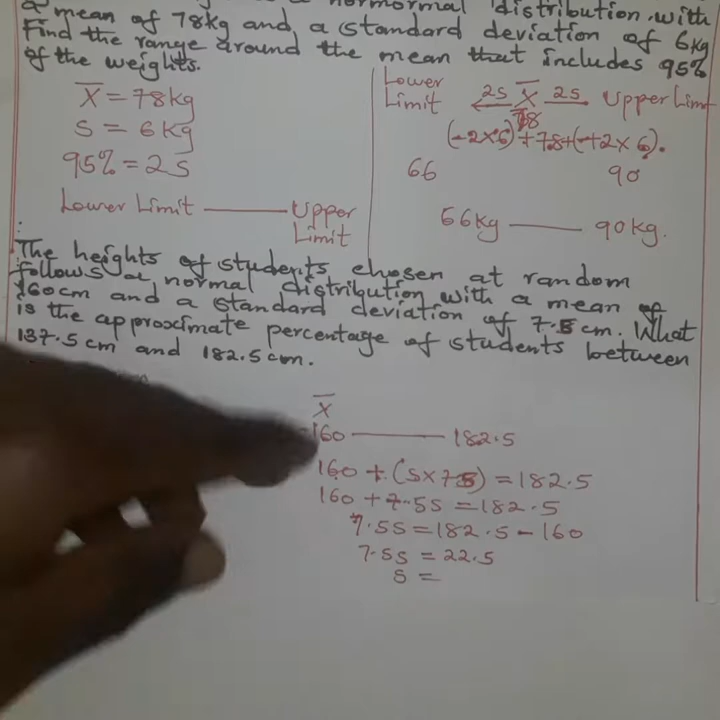 a mean of 78kg and a standard deviation of 6kg
normormal distribution with
Find the range around the mean that includes 95%
of the weights.
X̄ = 78kg
S = 6Kg
95% = 2S
Lower Limit ——— Upper
Limit
Lower
Limit
2S X̄ 2S Upper Limit
78
(-2×6)+78+(+2×6).
66 90
66Kg ——— 90kg.
The heights of students chosen at random
follows a normal distribution with a mean of
160cm and a standard deviation of 7.5cm. What
is the approximate percentage of students between
137.5cm and 182.5cm.
X̄
160 ——— 182.5
160 + (S×7.5) = 182.5
160 + 7.5S = 182.5
7.5S = 182.5 - 160
7.5S = 22.5
S =